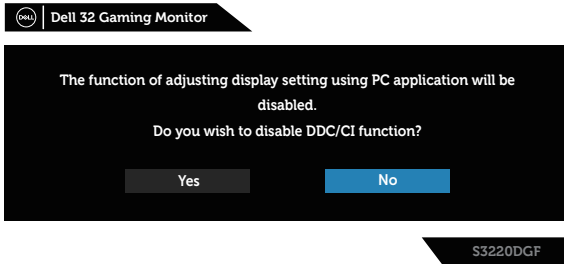 DELL
Dell 32 Gaming Monitor
The function of adjusting display setting using PC application will be
disabled.
Do you wish to disable DDC/CI function?
Yes
No
S3220DGF